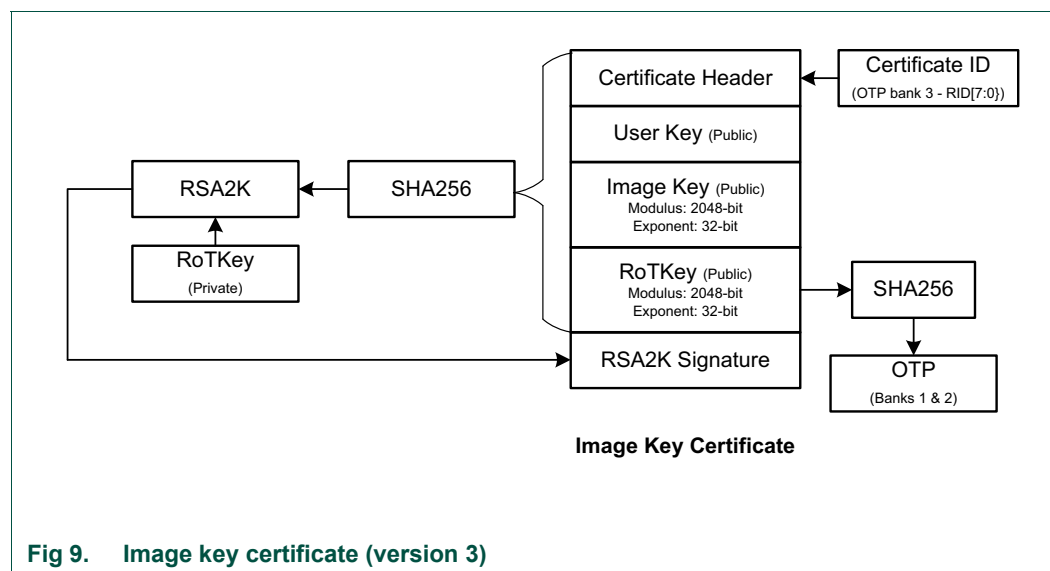 Certificate Header
Certificate ID
(OTP bank 3 - RID[7:0})
User Key (Public)
RSA2K
SHA256
Image Key (Public)
Modulus: 2048-bit
Exponent: 32-bit
RoTKey
(Private)
RoTKey (Public)
Modulus: 2048-bit
Exponent: 32-bit
SHA256
RSA2K Signature
OTP
(Banks 1 & 2)
Image Key Certificate
Fig 9. Image key certificate (version 3)